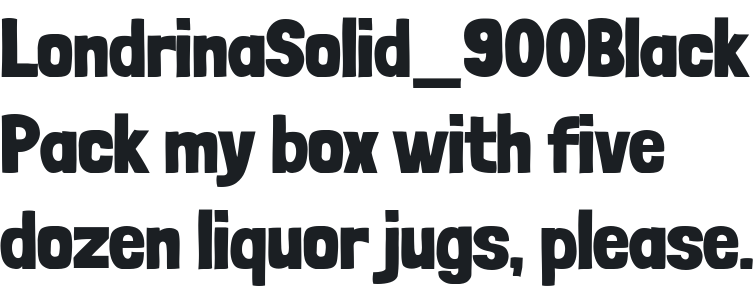 LondrinaSolid_900Black
Pack my box with five
dozen liquor jugs, please.